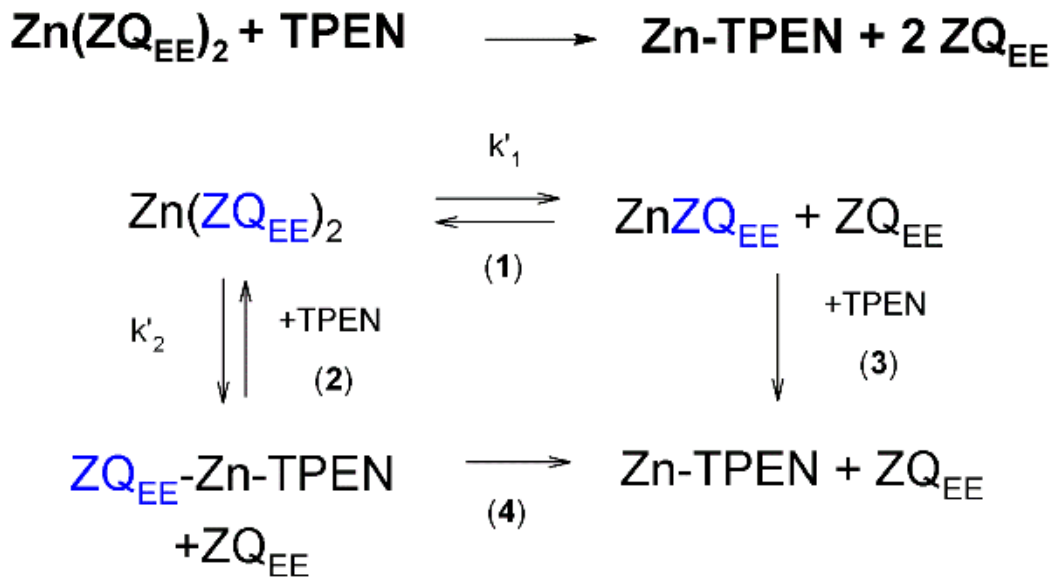 Zn(ZQEE)2 + TPEN → Zn-TPEN + 2 ZQEE
k'1
Zn(ZQEE)2 ⇌ ZnZQEE + ZQEE
(1)
k'2 +TPEN +TPEN
(2) (3)
ZQEE-Zn-TPEN → Zn-TPEN + ZQEE
+ZQEE (4)